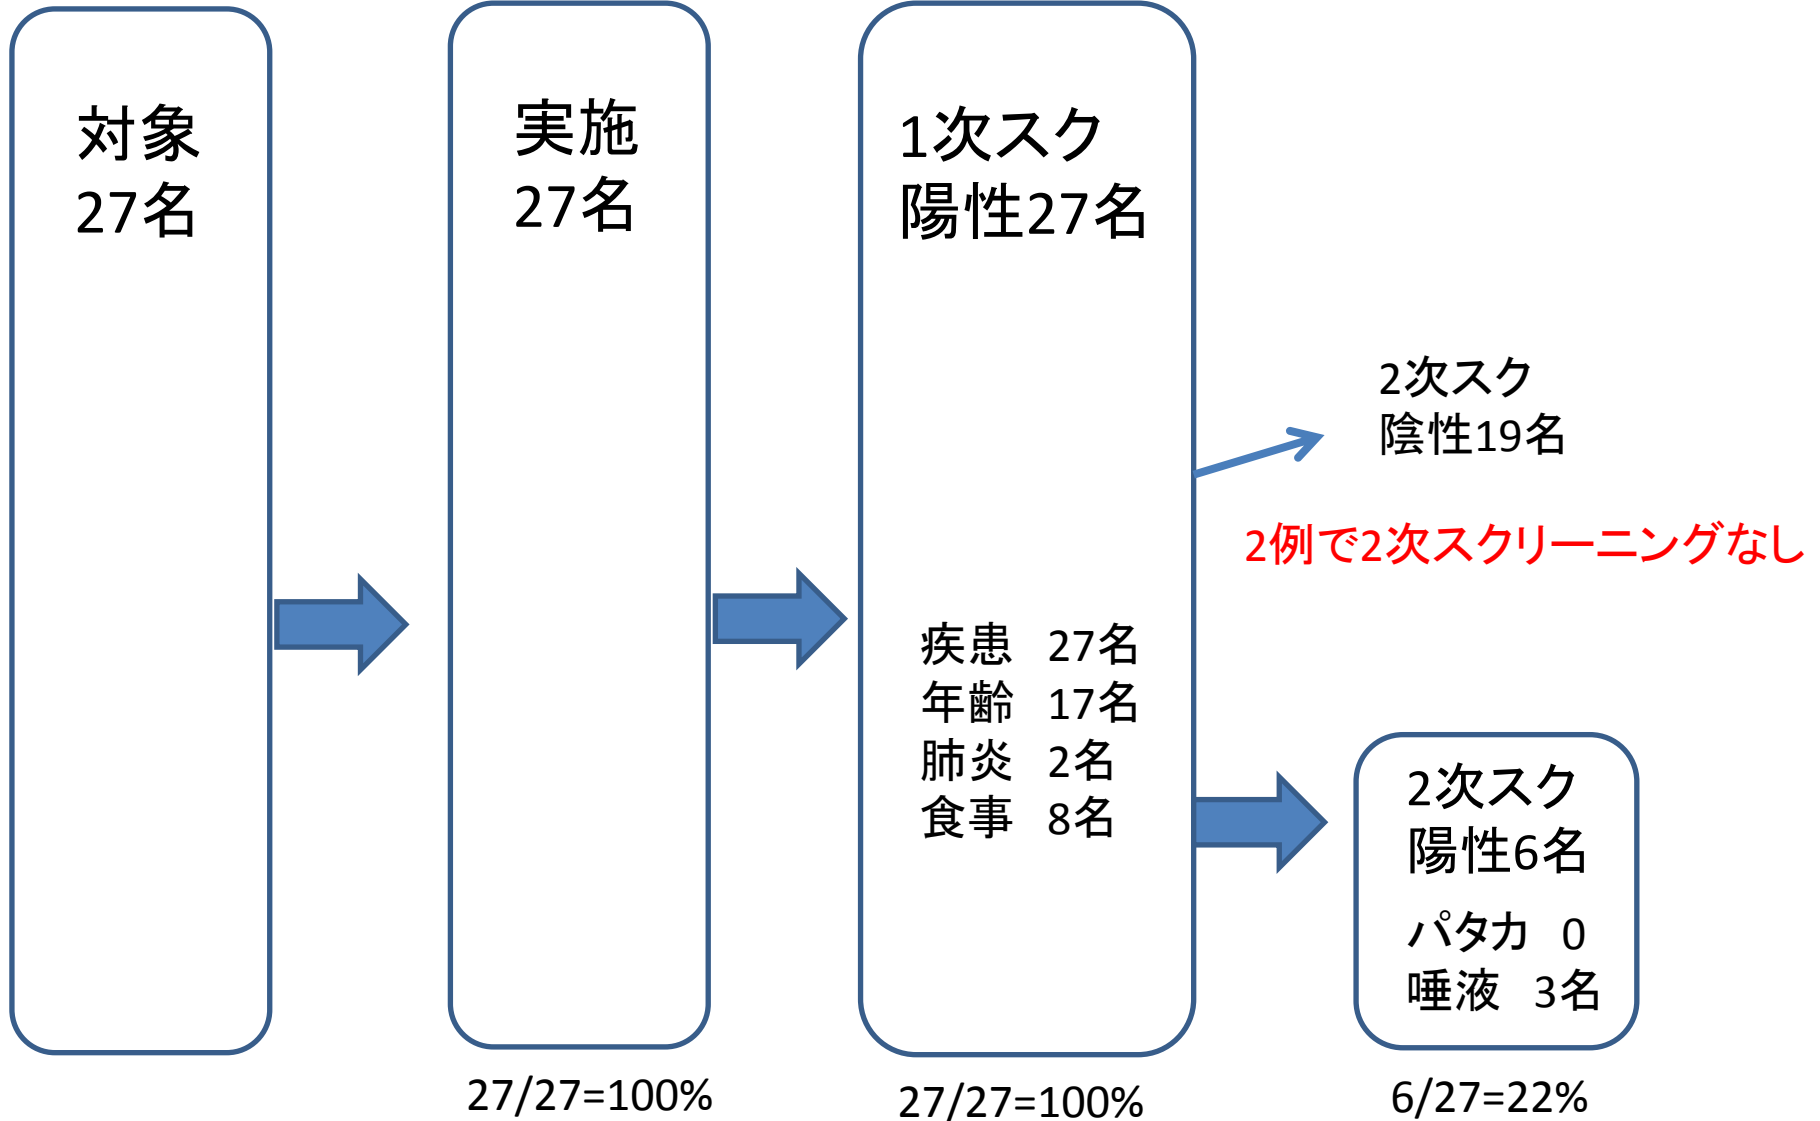 対象
27名
実施
27名
1次スク
陽性27名
疾患 27名
年齢 17名
肺炎 2名
食事 8名
2次スク
陰性19名
2例で2次スクリーニングなし
2次スク
陽性6名
パタカ 0
唾液 3名
27/27=100%
27/27=100%
6/27=22%